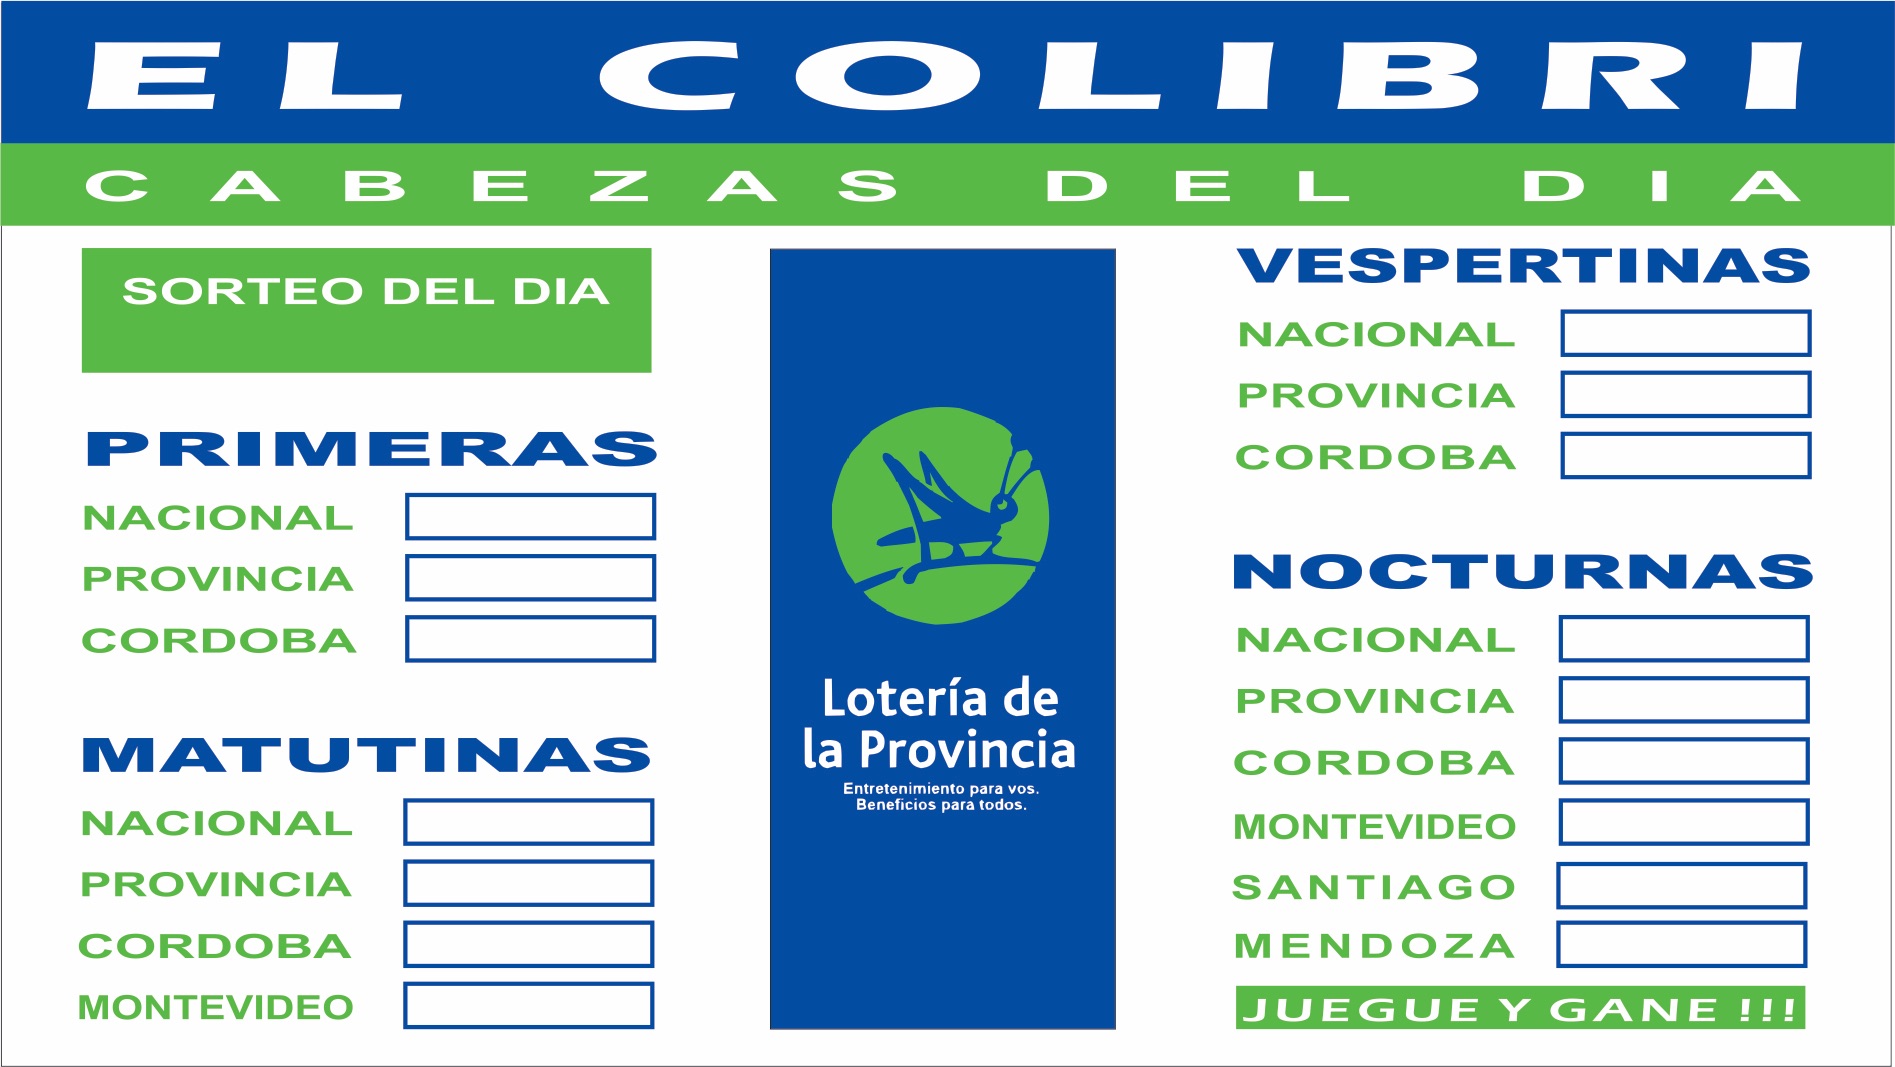 EL COLIBRI
CABEZAS DEL DIA
SORTEO DEL DIA
PRIMERAS
NACIONAL
PROVINCIA
CORDOBA
MATUTINAS
NACIONAL
PROVINCIA
CORDOBA
MONTEVIDEO
Lotería de
la Provincia
Entretenimiento para vos.
Beneficios para todos.
VESPERTINAS
NACIONAL
PROVINCIA
CORDOBA
NOCTURNAS
NACIONAL
PROVINCIA
CORDOBA
MONTEVIDEO
SANTIAGO
MENDOZA
JUEGUE Y GANE !!!